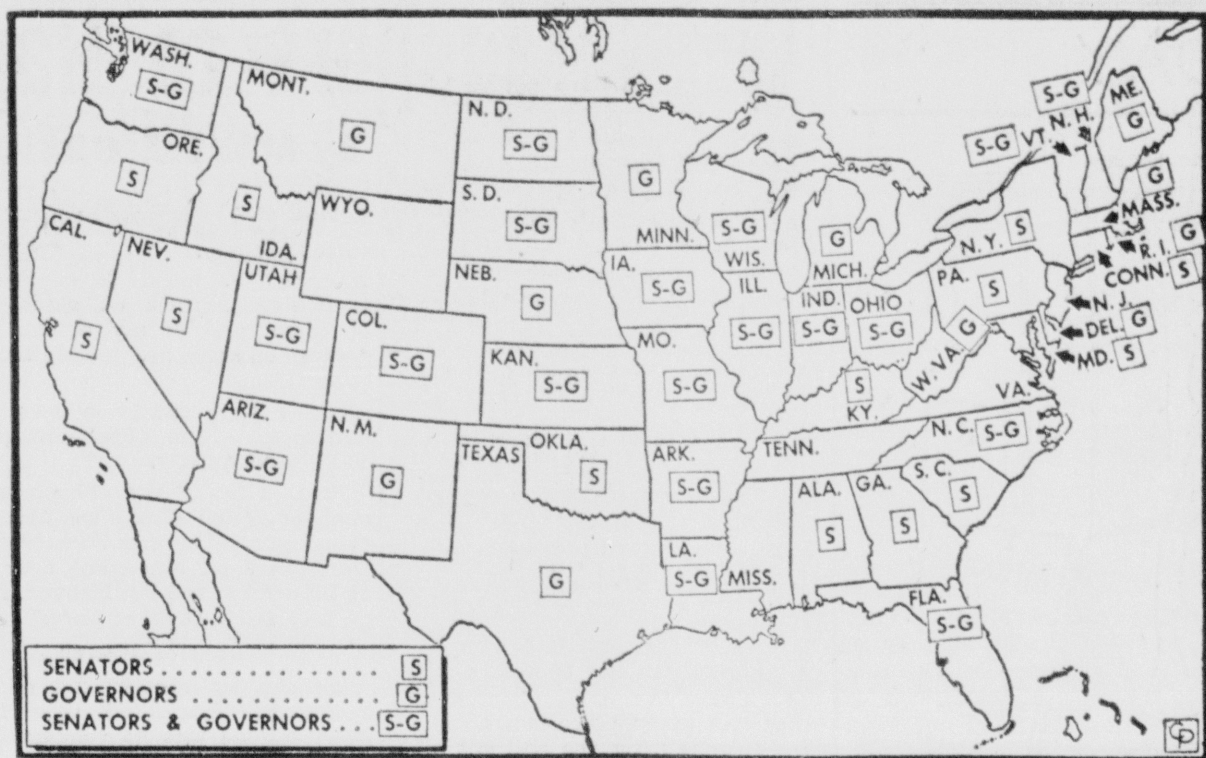 WASH.
S-G
MONT.
G
N. D.
S-G
G
MINN.
ORE.
S
S
IDA.
WYO.
S. D.
S-G
S-G
WIS.
G
MICH.
S-G
N. H.
S-G
VT.
ME.
G
G
MASS.
N. Y.
S
R. I.
G
CONN.
S
CAL.
S
NEV.
S
UTAH
S-G
COL.
S-G
NEB.
G
IA.
S-G
ILL.
S-G
IND.
S-G
OHIO
S-G
PA.
S
N. J.
DEL.
G
MD.
S
W. VA.
G
VA.
KAN.
S-G
MO.
S-G
S
KY.
ARIZ.
S-G
N. M.
G
TEXAS
G
OKLA.
S
ARK.
S-G
TENN.
N. C.
S-G
S. C.
S
ALA.
S
GA.
S
LA.
S-G
MISS.
FLA.
S-G
SENATORS . . . . . . . . . . . . . . . . S
GOVERNORS . . . . . . . . . . . . . G
SENATORS & GOVERNORS . . . S-G
CP